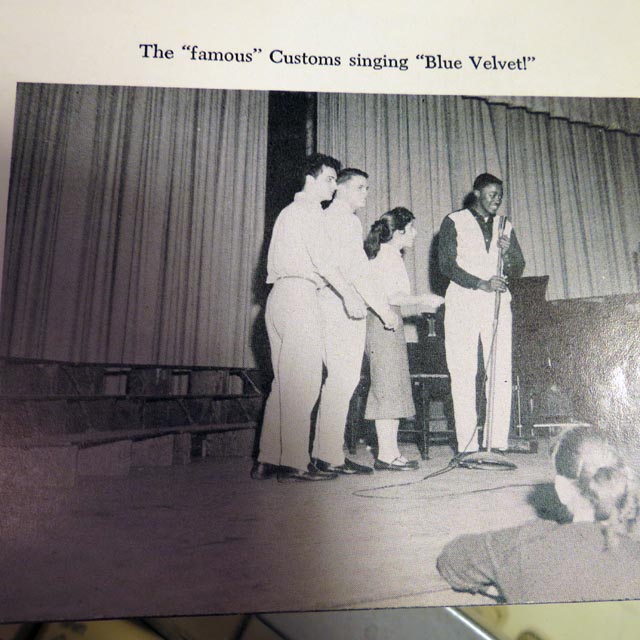 The “famous” Customs singing “Blue Velvet!”